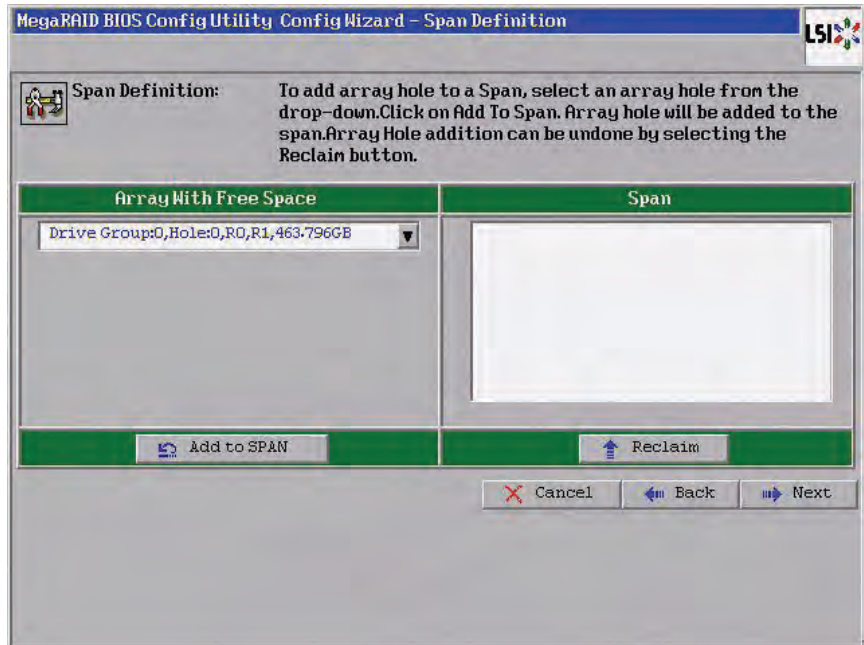 MegaRAID BIOS Config Utility Config Wizard – Span Definition
LSI
Span Definition:
To add array hole to a Span, select an array hole from the
drop-down.Click on Add To Span. Array hole will be added to the
span.Array Hole addition can be undone by selecting the
Reclaim button.
Array With Free Space
Span
Drive Group:0,Hole:0,R0,R1,463.796GB
Add to SPAN
Reclaim
Cancel
Back
Next